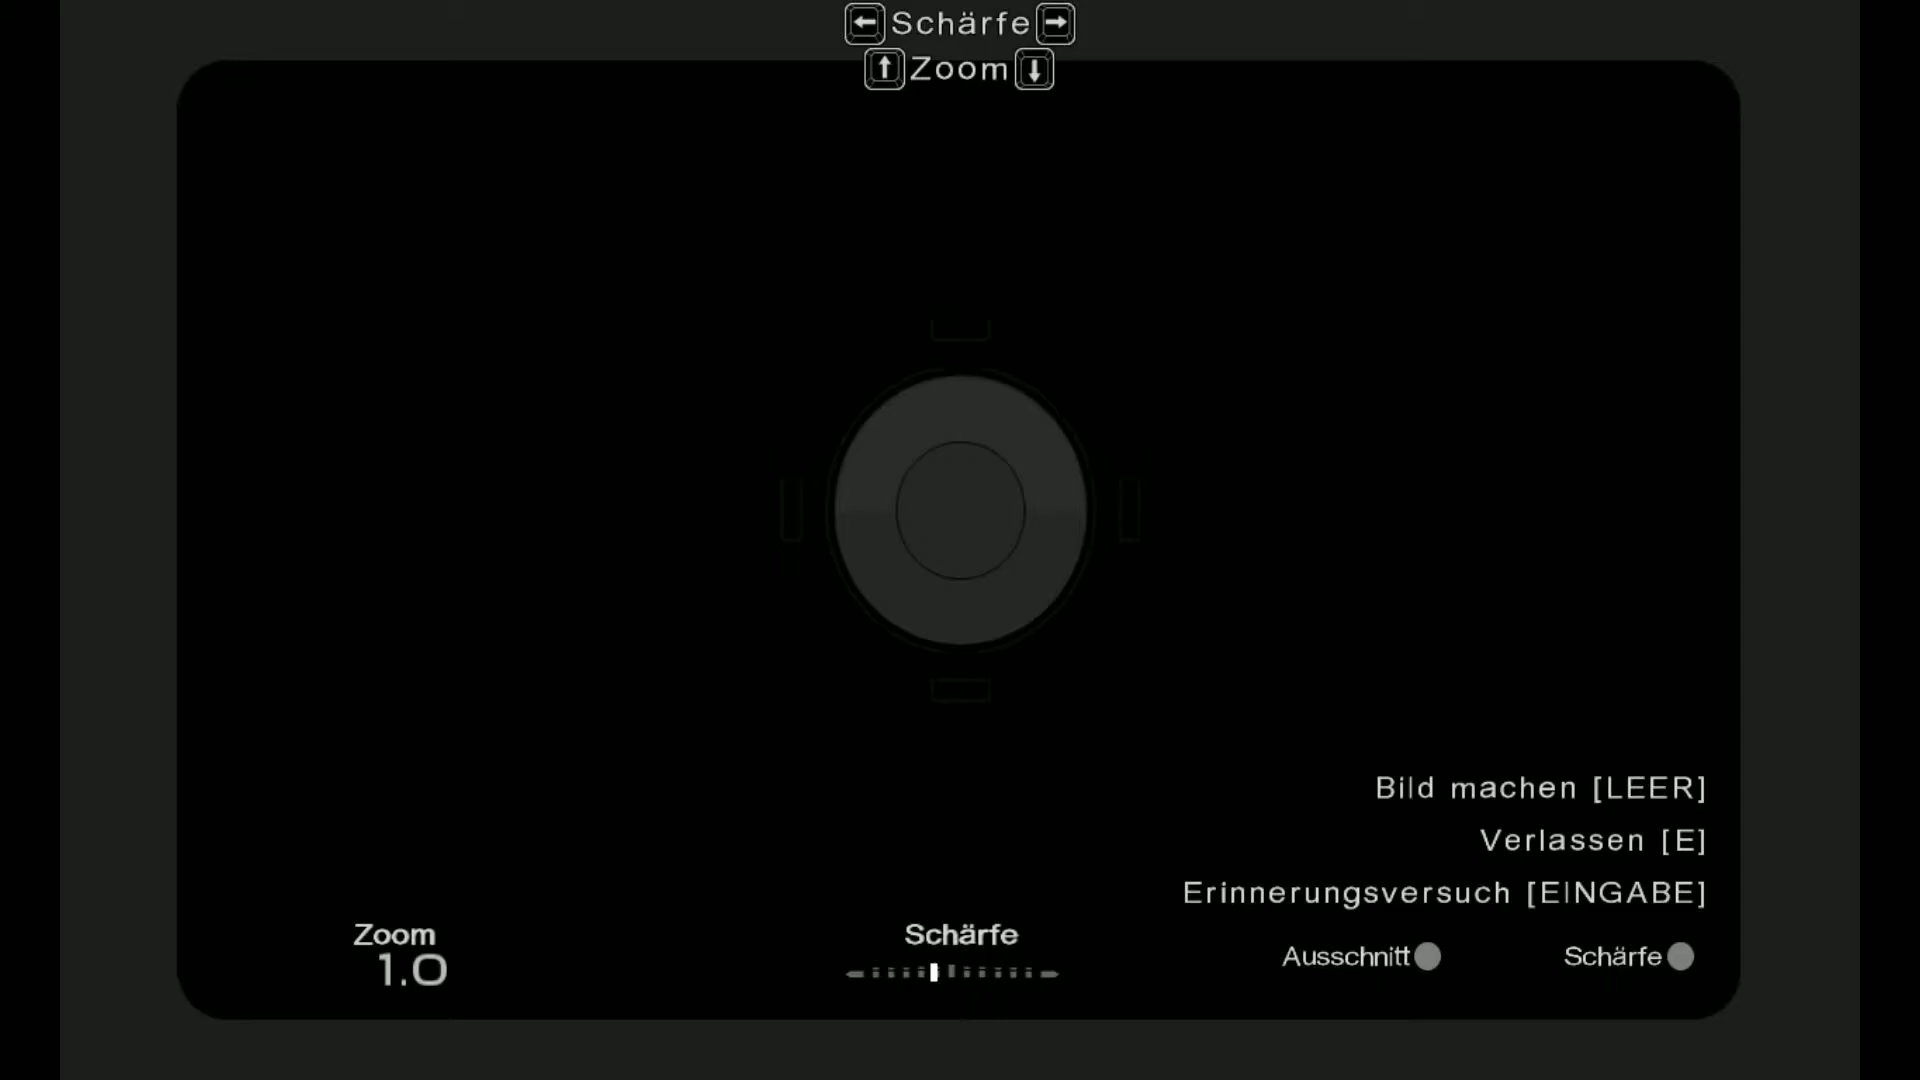 ← Schärfe →
↑ Zoom ↓
Bild machen [LEER]
Verlassen [E]
Erinnerungsversuch [EINGABE]
Zoom
1.0
Schärfe
Ausschnitt
Schärfe